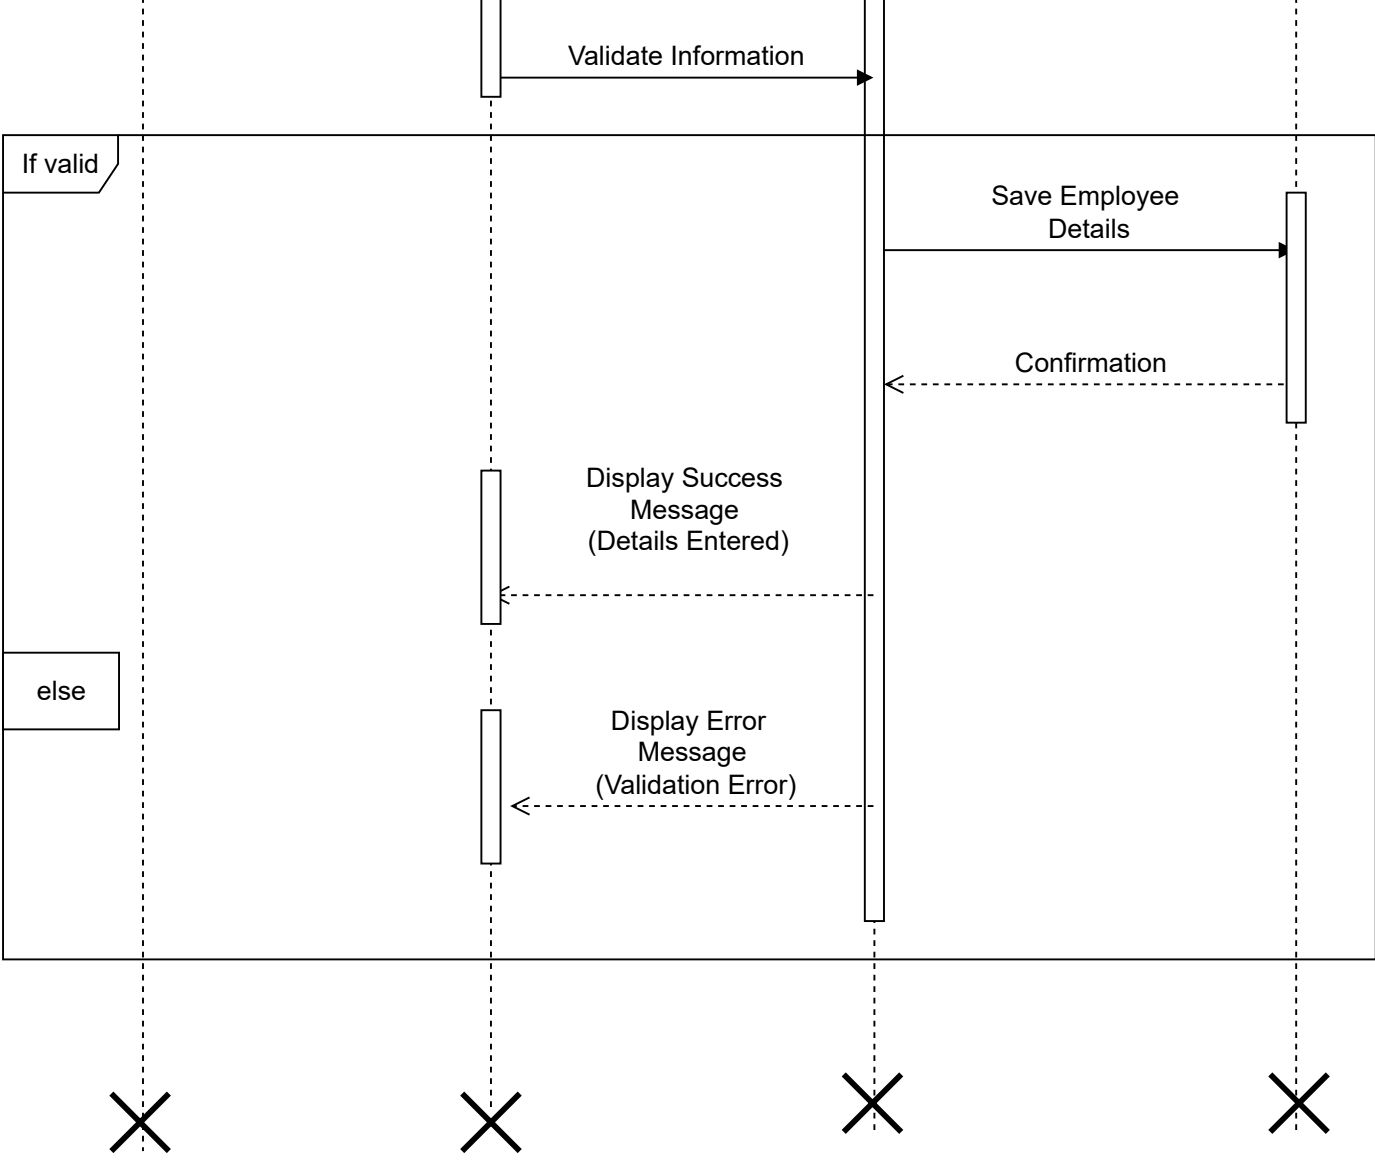 Validate Information
If valid
Save Employee
Details
Confirmation
Display Success
Message
(Details Entered)
else
Display Error
Message
(Validation Error)